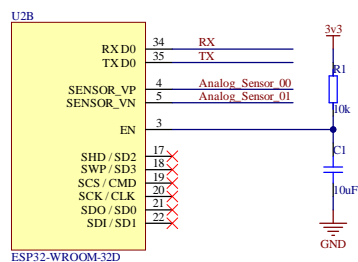 U2B
3v3
RXD0 34 RX
TXD0 35 TX
R1
SENSOR_VP 4 Analog_Sensor_00
SENSOR_VN 5 Analog_Sensor_01
10k
EN 3
C1
SHD / SD2 17
SWP / SD3 18
SCS / CMD 19
10uF
SCK / CLK 20
SDO / SD0 21
SDI / SD1 22
GND
ESP32-WROOM-32D